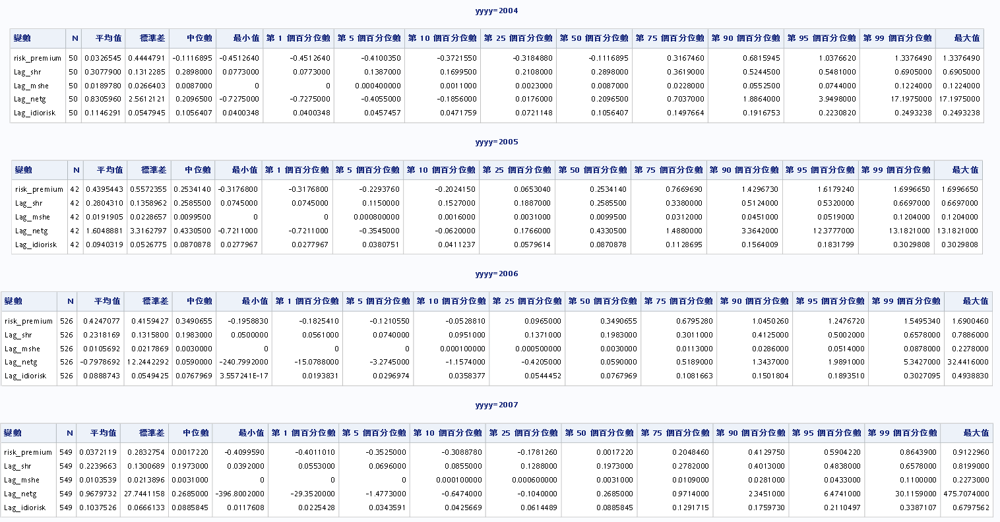 yyyy=2004
變數 N 平均值 標準差 中位數 最小值 第 1 個百分位數 第 5 個百分位數 第 10 個百分位數 第 25 個百分位數 第 50 個百分位數 第 75 個百分位數 第 90 個百分位數 第 95 個百分位數 第 99 個百分位數 最大值
risk_premium 50 0.0326545 0.4444791 -0.1116895 -0.4512640 -0.4512640 -0.4100350 -0.3721550 -0.3184880 -0.1116895 0.3167460 0.6815945 1.0376620 1.3376490 1.3376490
Lag_shr 50 0.3077900 0.1312285 0.2898000 0.0773000 0.0773000 0.1387000 0.1699500 0.2108000 0.2898000 0.3619000 0.5244500 0.5481000 0.6905000 0.6905000
Lag_mshe 50 0.0189780 0.0266403 0.0087000 0 0 0.000400000 0.0011000 0.0023000 0.0087000 0.0228000 0.0552500 0.0744000 0.1224000 0.1224000
Lag_netg 50 0.8305960 2.5612121 0.2096500 -0.7275000 -0.7275000 -0.4055000 -0.1856000 0.0176000 0.2096500 0.7037000 1.8864000 3.9498000 17.1975000 17.1975000
Lag_idiorisk 50 0.1146291 0.0547945 0.1056407 0.0400348 0.0400348 0.0457457 0.0471759 0.0721148 0.1056407 0.1497664 0.1916753 0.2230820 0.2493238 0.2493238
yyyy=2005
變數 N 平均值 標準差 中位數 最小值 第 1 個百分位數 第 5 個百分位數 第 10 個百分位數 第 25 個百分位數 第 50 個百分位數 第 75 個百分位數 第 90 個百分位數 第 95 個百分位數 第 99 個百分位數 最大值
risk_premium 42 0.4395443 0.5572355 0.2534140 -0.3176800 -0.3176800 -0.2293760 -0.2024150 0.0653040 0.2534140 0.7669690 1.4296730 1.6179240 1.6996650 1.6996650
Lag_shr 42 0.2804310 0.1358962 0.2585500 0.0745000 0.0745000 0.1150000 0.1527000 0.1887000 0.2585500 0.3380000 0.5124000 0.5320000 0.6697000 0.6697000
Lag_mshe 42 0.0191905 0.0228657 0.0099500 0 0 0.000800000 0.0016000 0.0031000 0.0099500 0.0312000 0.0451000 0.0519000 0.1204000 0.1204000
Lag_netg 42 1.6048881 3.3162797 0.4330500 -0.7211000 -0.7211000 -0.3545000 -0.0620000 0.1766000 0.4330500 1.4880000 3.3642000 12.3777000 13.1821000 13.1821000
Lag_idiorisk 42 0.0940319 0.0526775 0.0870878 0.0277967 0.0277967 0.0380751 0.0411237 0.0579614 0.0870878 0.1128695 0.1564009 0.1831799 0.3029808 0.3029808
yyyy=2006
變數 N 平均值 標準差 中位數 最小值 第 1 個百分位數 第 5 個百分位數 第 10 個百分位數 第 25 個百分位數 第 50 個百分位數 第 75 個百分位數 第 90 個百分位數 第 95 個百分位數 第 99 個百分位數 最大值
risk_premium 526 0.4247077 0.4159427 0.3490655 -0.1958830 -0.1825410 -0.1210550 -0.0528810 0.0965000 0.3490655 0.6795280 1.0450260 1.2476720 1.5495340 1.6900460
Lag_shr 526 0.2318169 0.1315800 0.1983000 0.0500000 0.0561000 0.0740000 0.0951000 0.1371000 0.1983000 0.3011000 0.4125000 0.5002000 0.6578000 0.7886000
Lag_mshe 526 0.0105692 0.0217869 0.0030000 0 0 0 0.000100000 0.000500000 0.0030000 0.0113000 0.0286000 0.0514000 0.0878000 0.2278000
Lag_netg 526 -0.7978692 12.2442292 0.0590000 -240.7992000 -15.0788000 -3.2745000 -1.1574000 -0.4205000 0.0590000 0.5189000 1.3437000 1.9891000 5.3427000 32.4416000
Lag_idiorisk 526 0.0888743 0.0549425 0.0767969 3.557241E-17 0.0193831 0.0296974 0.0358377 0.0544452 0.0767969 0.1081663 0.1501804 0.1893510 0.3027095 0.4938830
yyyy=2007
變數 N 平均值 標準差 中位數 最小值 第 1 個百分位數 第 5 個百分位數 第 10 個百分位數 第 25 個百分位數 第 50 個百分位數 第 75 個百分位數 第 90 個百分位數 第 95 個百分位數 第 99 個百分位數 最大值
risk_premium 549 0.0372119 0.2832754 0.0017220 -0.4099590 -0.4011010 -0.3525000 -0.3088780 -0.1781260 0.0017220 0.2048460 0.4129750 0.5904220 0.8643900 0.9122960
Lag_shr 549 0.2239663 0.1300689 0.1973000 0.0392000 0.0553000 0.0696000 0.0855000 0.1288000 0.1973000 0.2782000 0.4013000 0.4838000 0.6578000 0.8199000
Lag_mshe 549 0.0103539 0.0213896 0.0031000 0 0 0 0.000100000 0.000600000 0.0031000 0.0109000 0.0281000 0.0433000 0.1100000 0.2273000
Lag_netg 549 0.9679732 27.7441158 0.2685000 -396.8002000 -29.3520000 -1.4773000 -0.6474000 -0.1040000 0.2685000 0.9714000 2.3451000 6.4741000 30.1159000 475.7074000
Lag_idiorisk 549 0.1037526 0.0666133 0.0885845 0.0117608 0.0225428 0.0343591 0.0425669 0.0614489 0.0885845 0.1291715 0.1759730 0.2110497 0.3387107 0.6797562